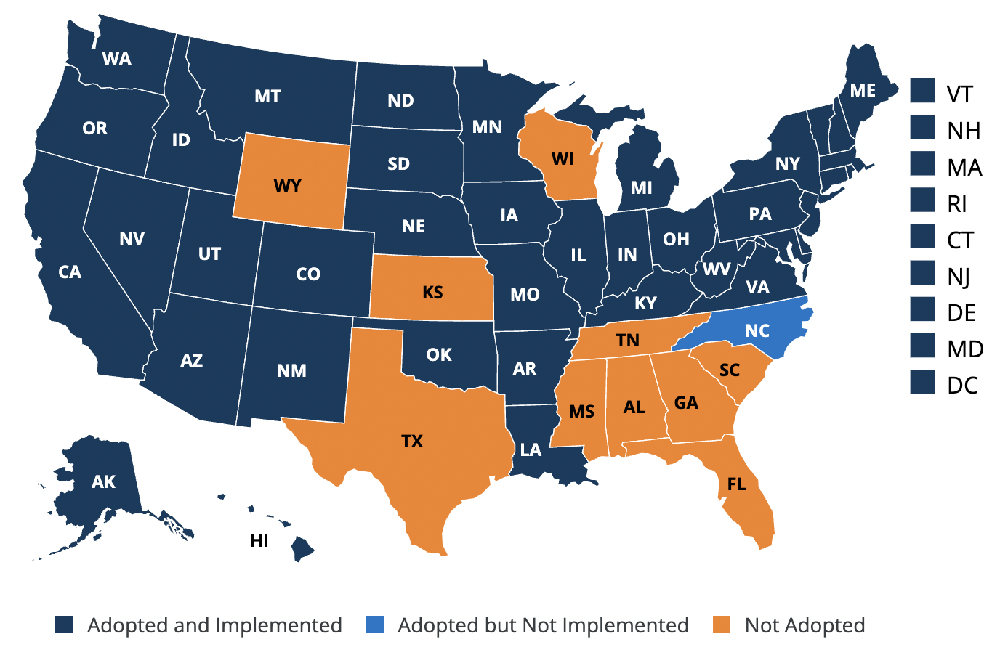 WA
ME
VT
MT
ND
OR
MN
NH
ID
SD
WI
NY
MA
WY
MI
RI
IA
PA
NE
NV
OH
CT
UT
IL
IN
CA
CO
WV
NJ
KS
MO
VA
KY
DE
NC
TN
MD
AZ
OK
NM
AR
SC
DC
MS
AL
GA
TX
LA
AK
FL
HI
Adopted and Implemented
Adopted but Not Implemented
Not Adopted